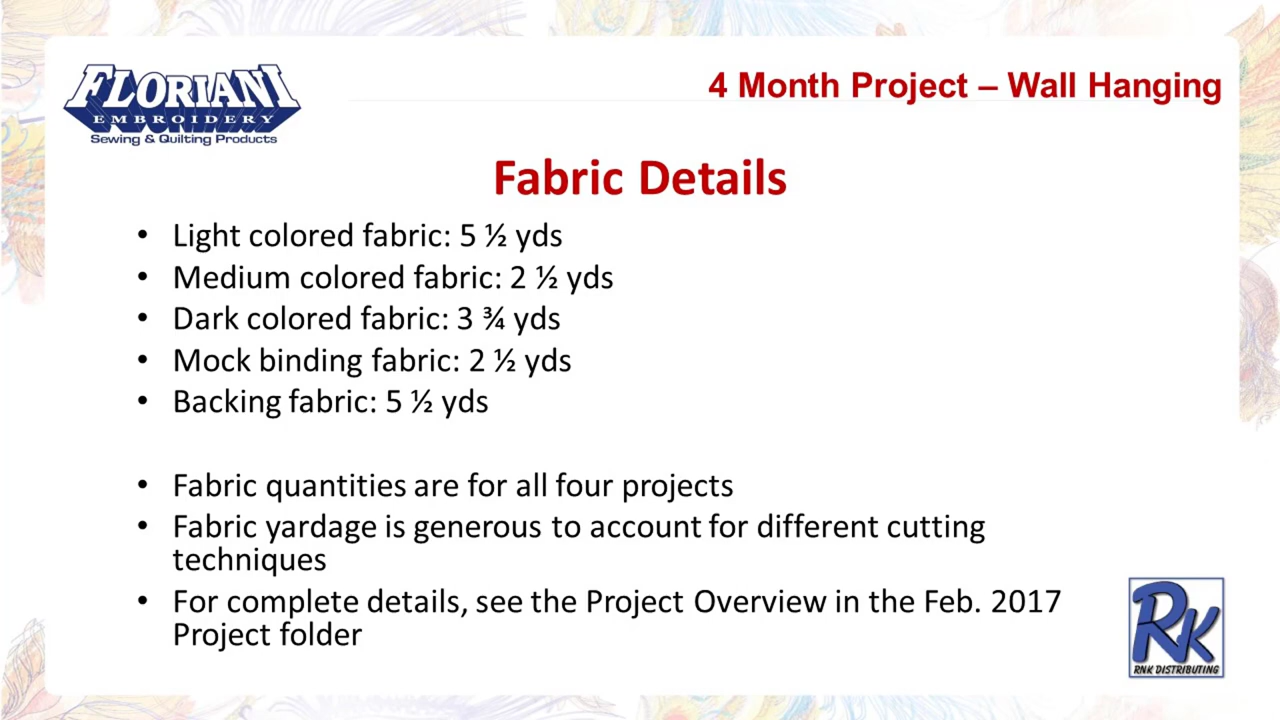 FLORIANI
EMBROIDERY
Sewing & Quilting Products
4 Month Project – Wall Hanging
Fabric Details
• Light colored fabric: 5 ½ yds
• Medium colored fabric: 2 ½ yds
• Dark colored fabric: 3 ¾ yds
• Mock binding fabric: 2 ½ yds
• Backing fabric: 5 ½ yds
• Fabric quantities are for all four projects
• Fabric yardage is generous to account for different cutting
techniques
• For complete details, see the Project Overview in the Feb. 2017
Project folder
RK
RNK DISTRIBUTING